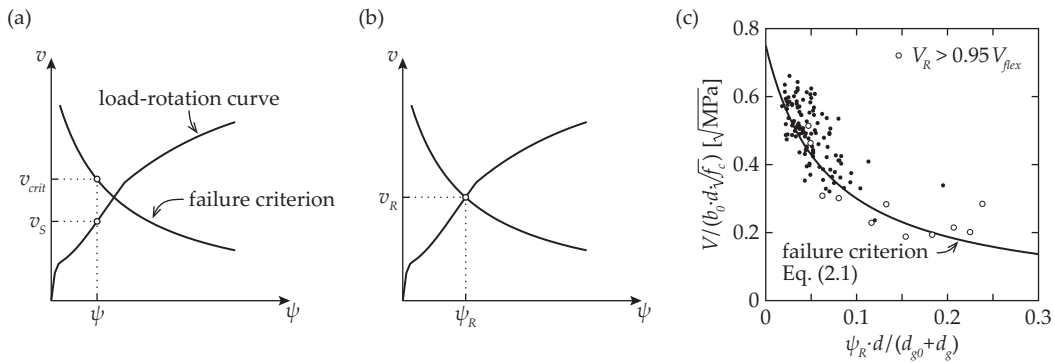 (a)
v
load-rotation curve
v_crit
failure criterion
v_S
ψ
ψ
(b)
v
v_R
ψ_R
ψ
(c)
V/(b_0·d·√f_c) [√MPa]
0.8
0.6
0.4
0.2
0
○ V_R > 0.95 V_flex
failure criterion
Eq. (2.1)
0
0.1
0.2
0.3
ψ_R·d/(d_g0+d_g)